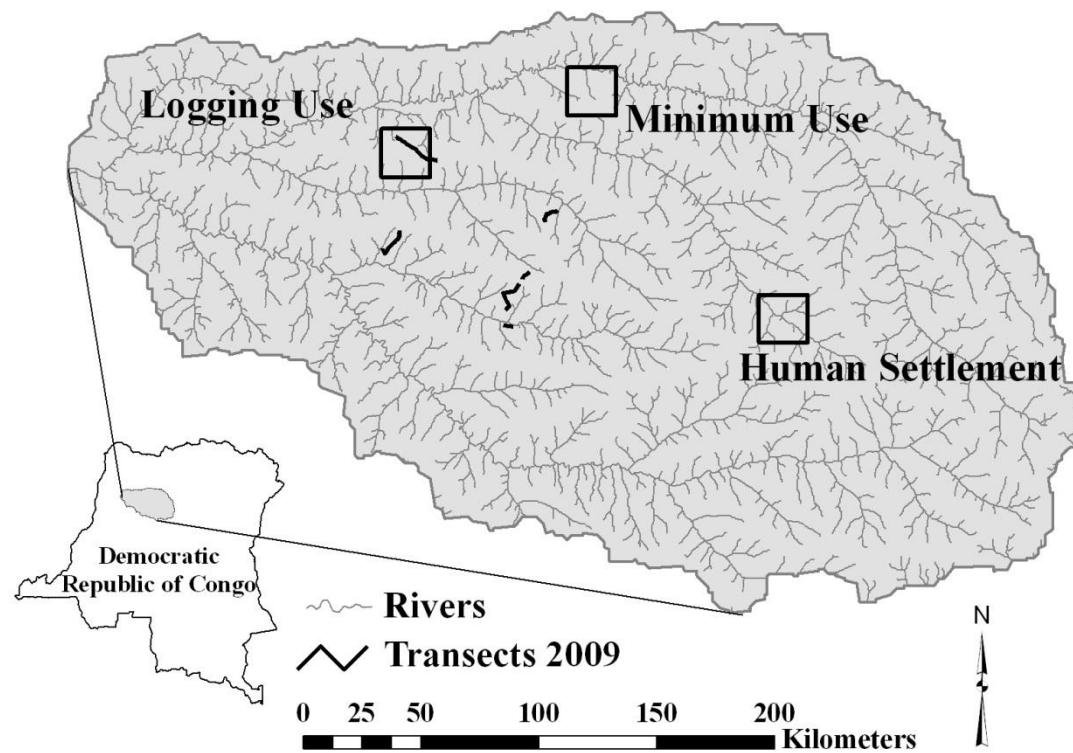 Logging Use
Minimum Use
Human Settlement
Democratic
Republic of Congo
Rivers
Transects 2009
N
0 25 50 100 150 200
Kilometers